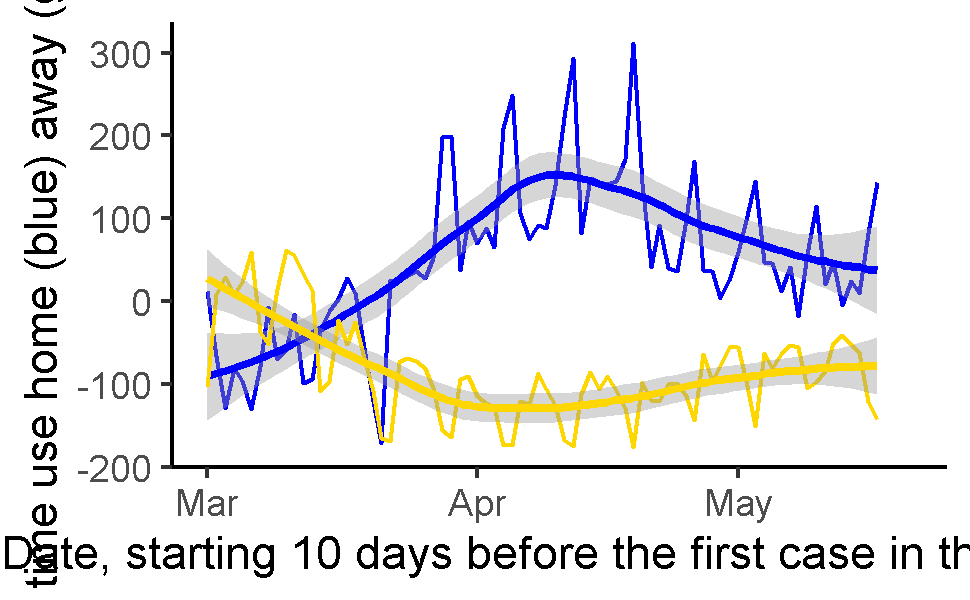 time use home (blue) away (
300
200
100
0
-100
-200
Mar Apr May
Date, starting 10 days before the first case in th